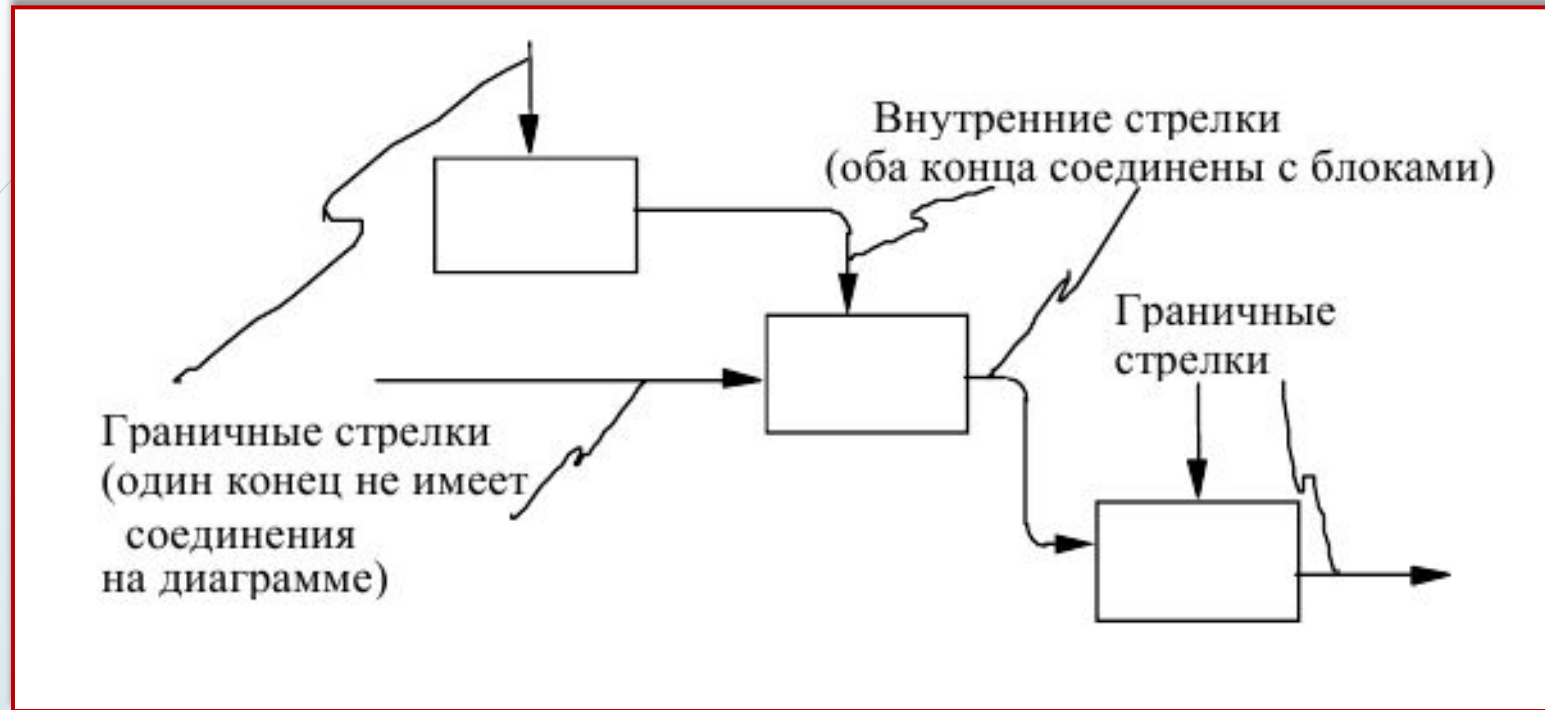 Внутренние стрелки
(оба конца соединены с блоками)
Граничные
стрелки
Граничные стрелки
(один конец не имеет
соединения
на диаграмме)